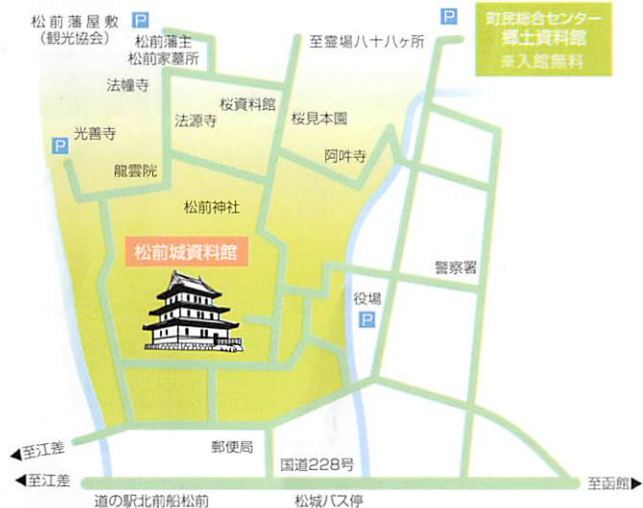 松前藩屋敷
（観光協会）
P
松前藩主
松前家墓所
至霊場八十八ヶ所
P
町民総合センター
郷土資料館
※入館無料
法幢寺
桜資料館
光善寺
法源寺
桜見本園
P
龍雲院
阿吽寺
松前神社
松前城資料館
警察署
役場
P
郵便局
◀至江差
国道228号
◀至江差
至函館▶
道の駅北前船松前
松城バス停